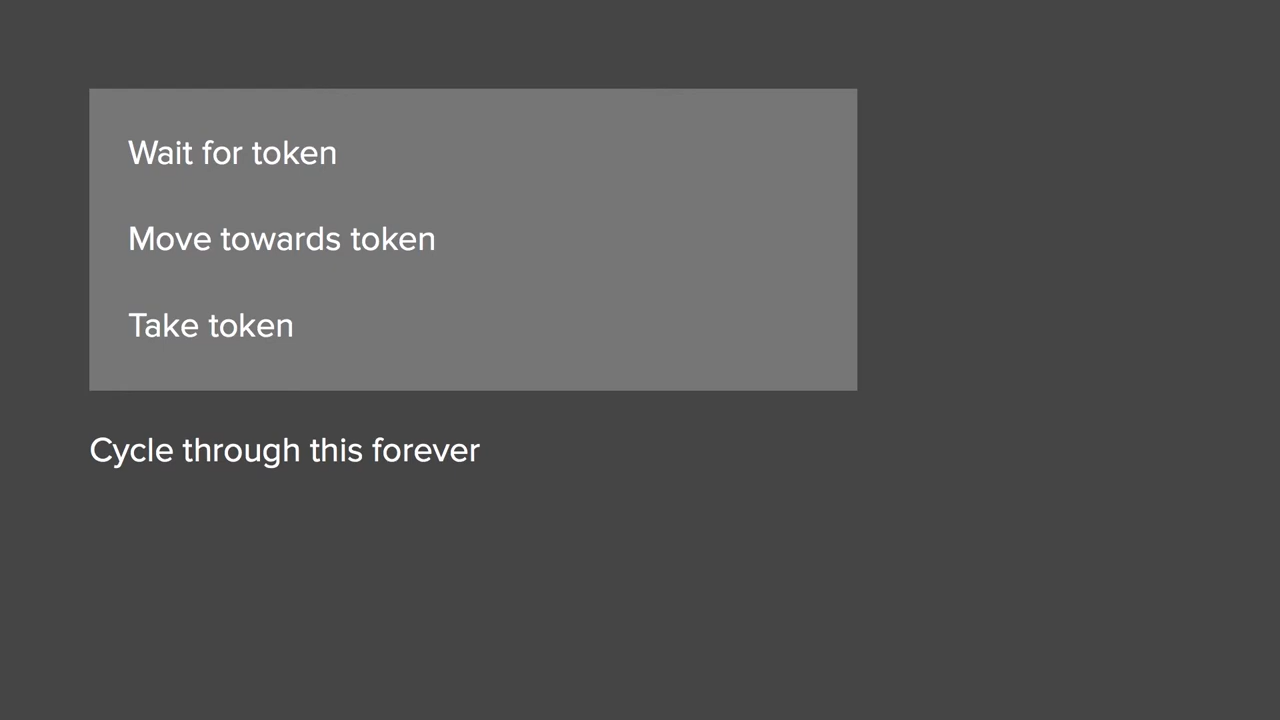 Wait for token
Move towards token
Take token
Cycle through this forever